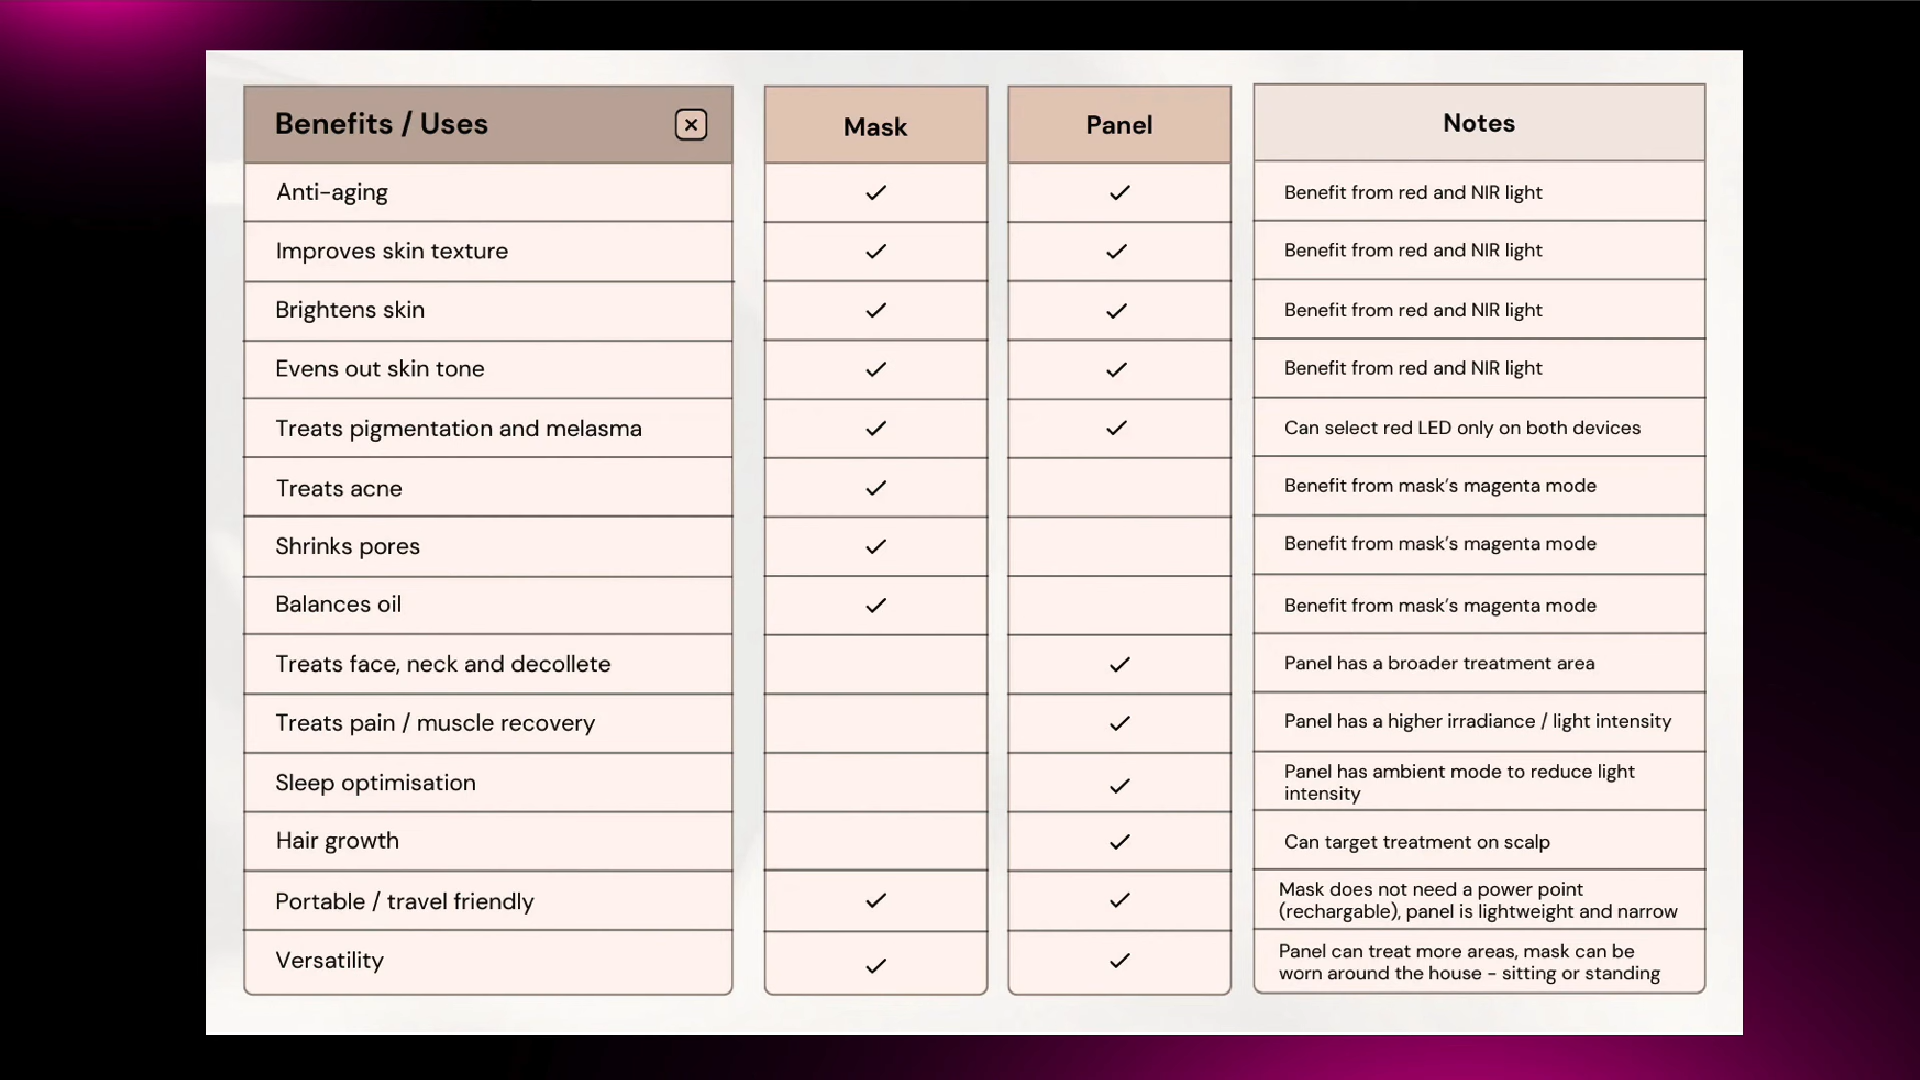 Benefits / Uses
Mask
Panel
Notes
Anti-aging
✓
✓
Benefit from red and NIR light
Improves skin texture
✓
✓
Benefit from red and NIR light
Brightens skin
✓
✓
Benefit from red and NIR light
Evens out skin tone
✓
✓
Benefit from red and NIR light
Treats pigmentation and melasma
✓
✓
Can select red LED only on both devices
Treats acne
✓
Benefit from mask's magenta mode
Shrinks pores
✓
Benefit from mask's magenta mode
Balances oil
✓
Benefit from mask's magenta mode
Treats face, neck and decollete
✓
Panel has a broader treatment area
Treats pain / muscle recovery
✓
Panel has a higher irradiance / light intensity
Sleep optimisation
✓
Panel has ambient mode to reduce light
intensity
Hair growth
✓
Can target treatment on scalp
Portable / travel friendly
✓
✓
Mask does not need a power point
(rechargable), panel is lightweight and narrow
Versatility
✓
✓
Panel can treat more areas, mask can be
worn around the house - sitting or standing